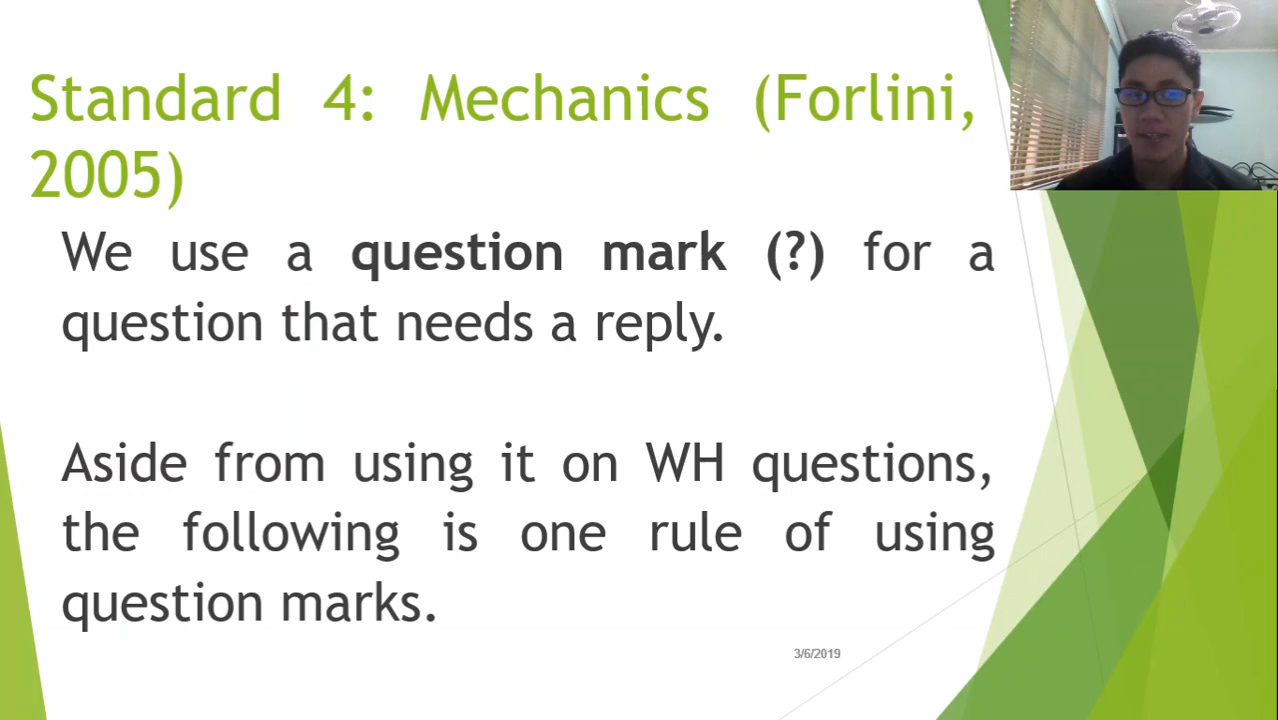 Standard 4: Mechanics (Forlini,
2005)
We use a question mark (?) for a
question that needs a reply.
Aside from using it on WH questions,
the following is one rule of using
question marks.
3/6/2019